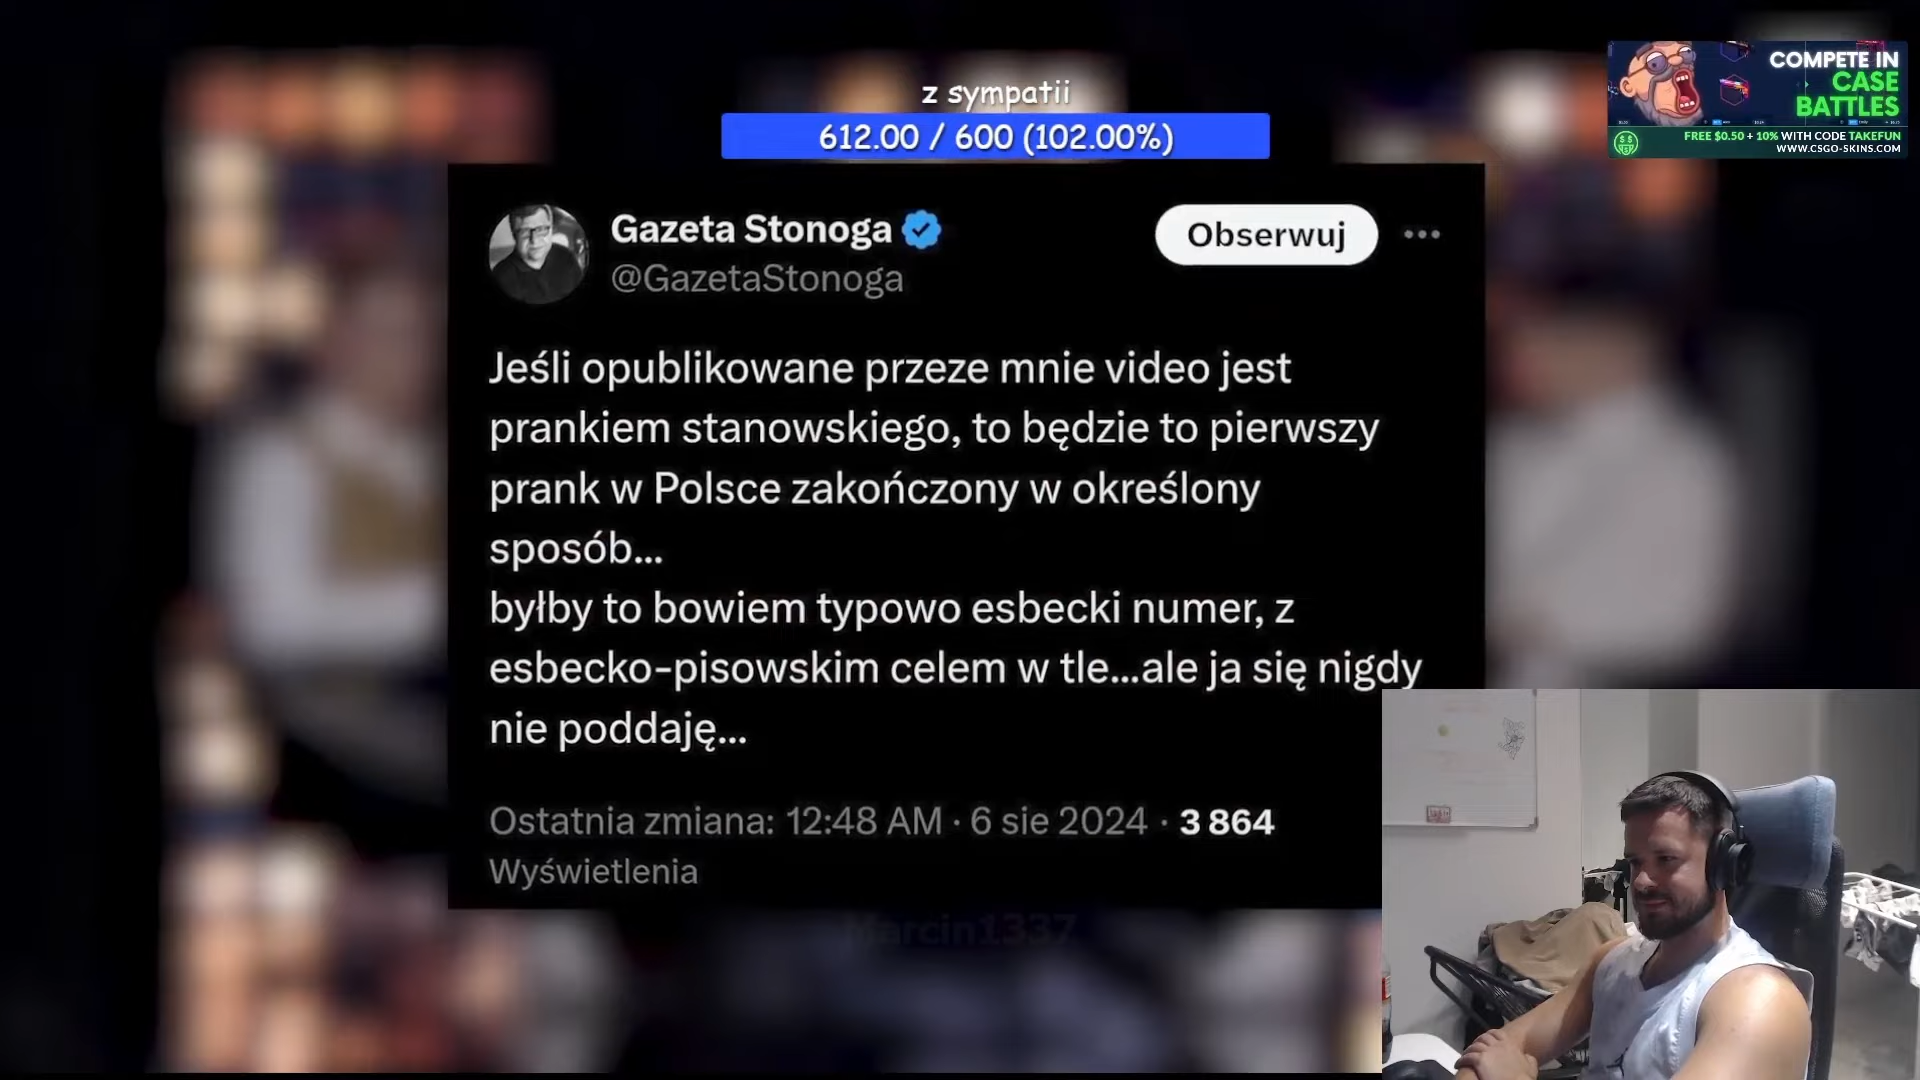 z sympatii
612.00 / 600 (102.00%)
COMPETE IN
CASE
BATTLES
FREE $0.50 + 10% WITH CODE TAKEFUN
WWW.CSGO-SKINS.COM
Gazeta Stonoga
@GazetaStonoga
Obserwuj
Jeśli opublikowane przeze mnie video jest
prankiem stanowskiego, to będzie to pierwszy
prank w Polsce zakończony w określony
sposób...
byłby to bowiem typowo esbecki numer, z
esbecko-pisowskim celem w tle...ale ja się nigdy
nie poddaję...
Ostatnia zmiana: 12:48 AM · 6 sie 2024 · 3 864
Wyświetlenia
Marcin1337